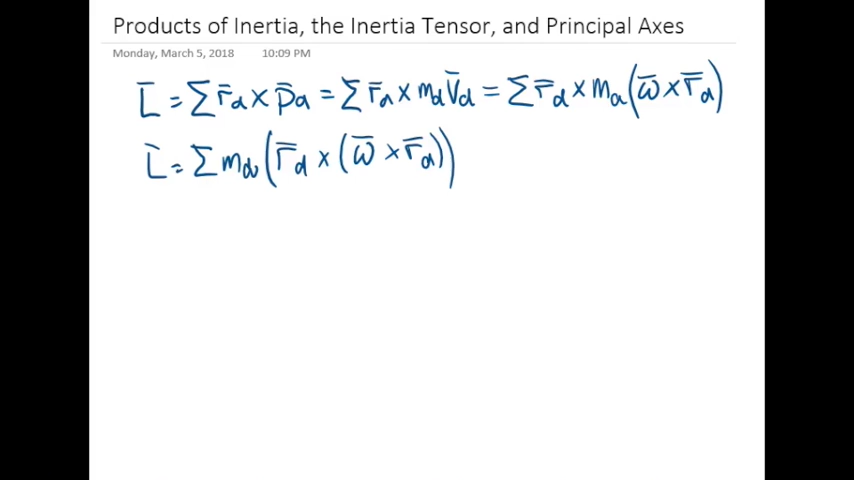 Products of Inertia, the Inertia Tensor, and Principal Axes
Monday, March 5, 2018 10:09 PM
L̄ = ∑ r̄α × p̄α = ∑ r̄α × mα v̄α = ∑ r̄α × mα (ω̄ × r̄α)
L̄ = ∑ mα (r̄α × (ω̄ × r̄α))